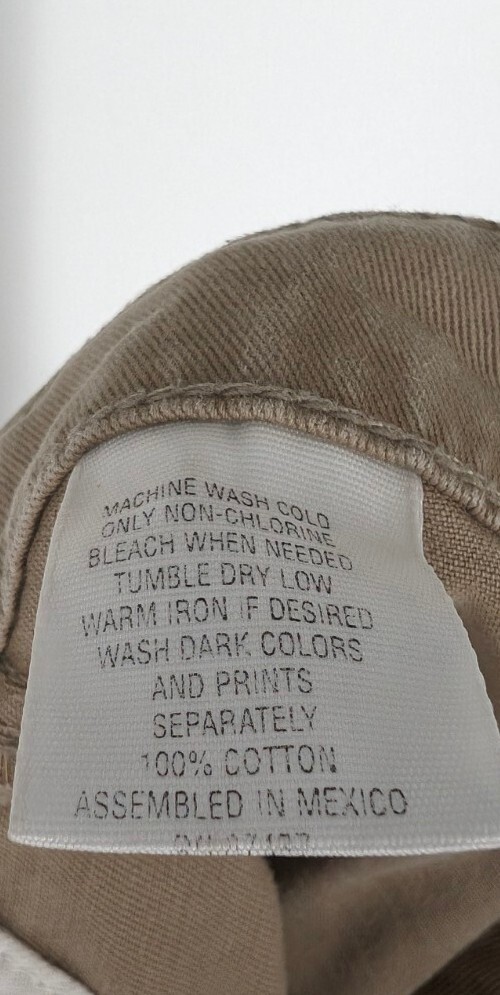 MACHINE WASH COLD
ONLY NON-CHLORINE
BLEACH WHEN NEEDED
TUMBLE DRY LOW
WARM IRON IF DESIRED
WASH DARK COLORS
AND PRINTS
SEPARATELY
100% COTTON
ASSEMBLED IN MEXICO